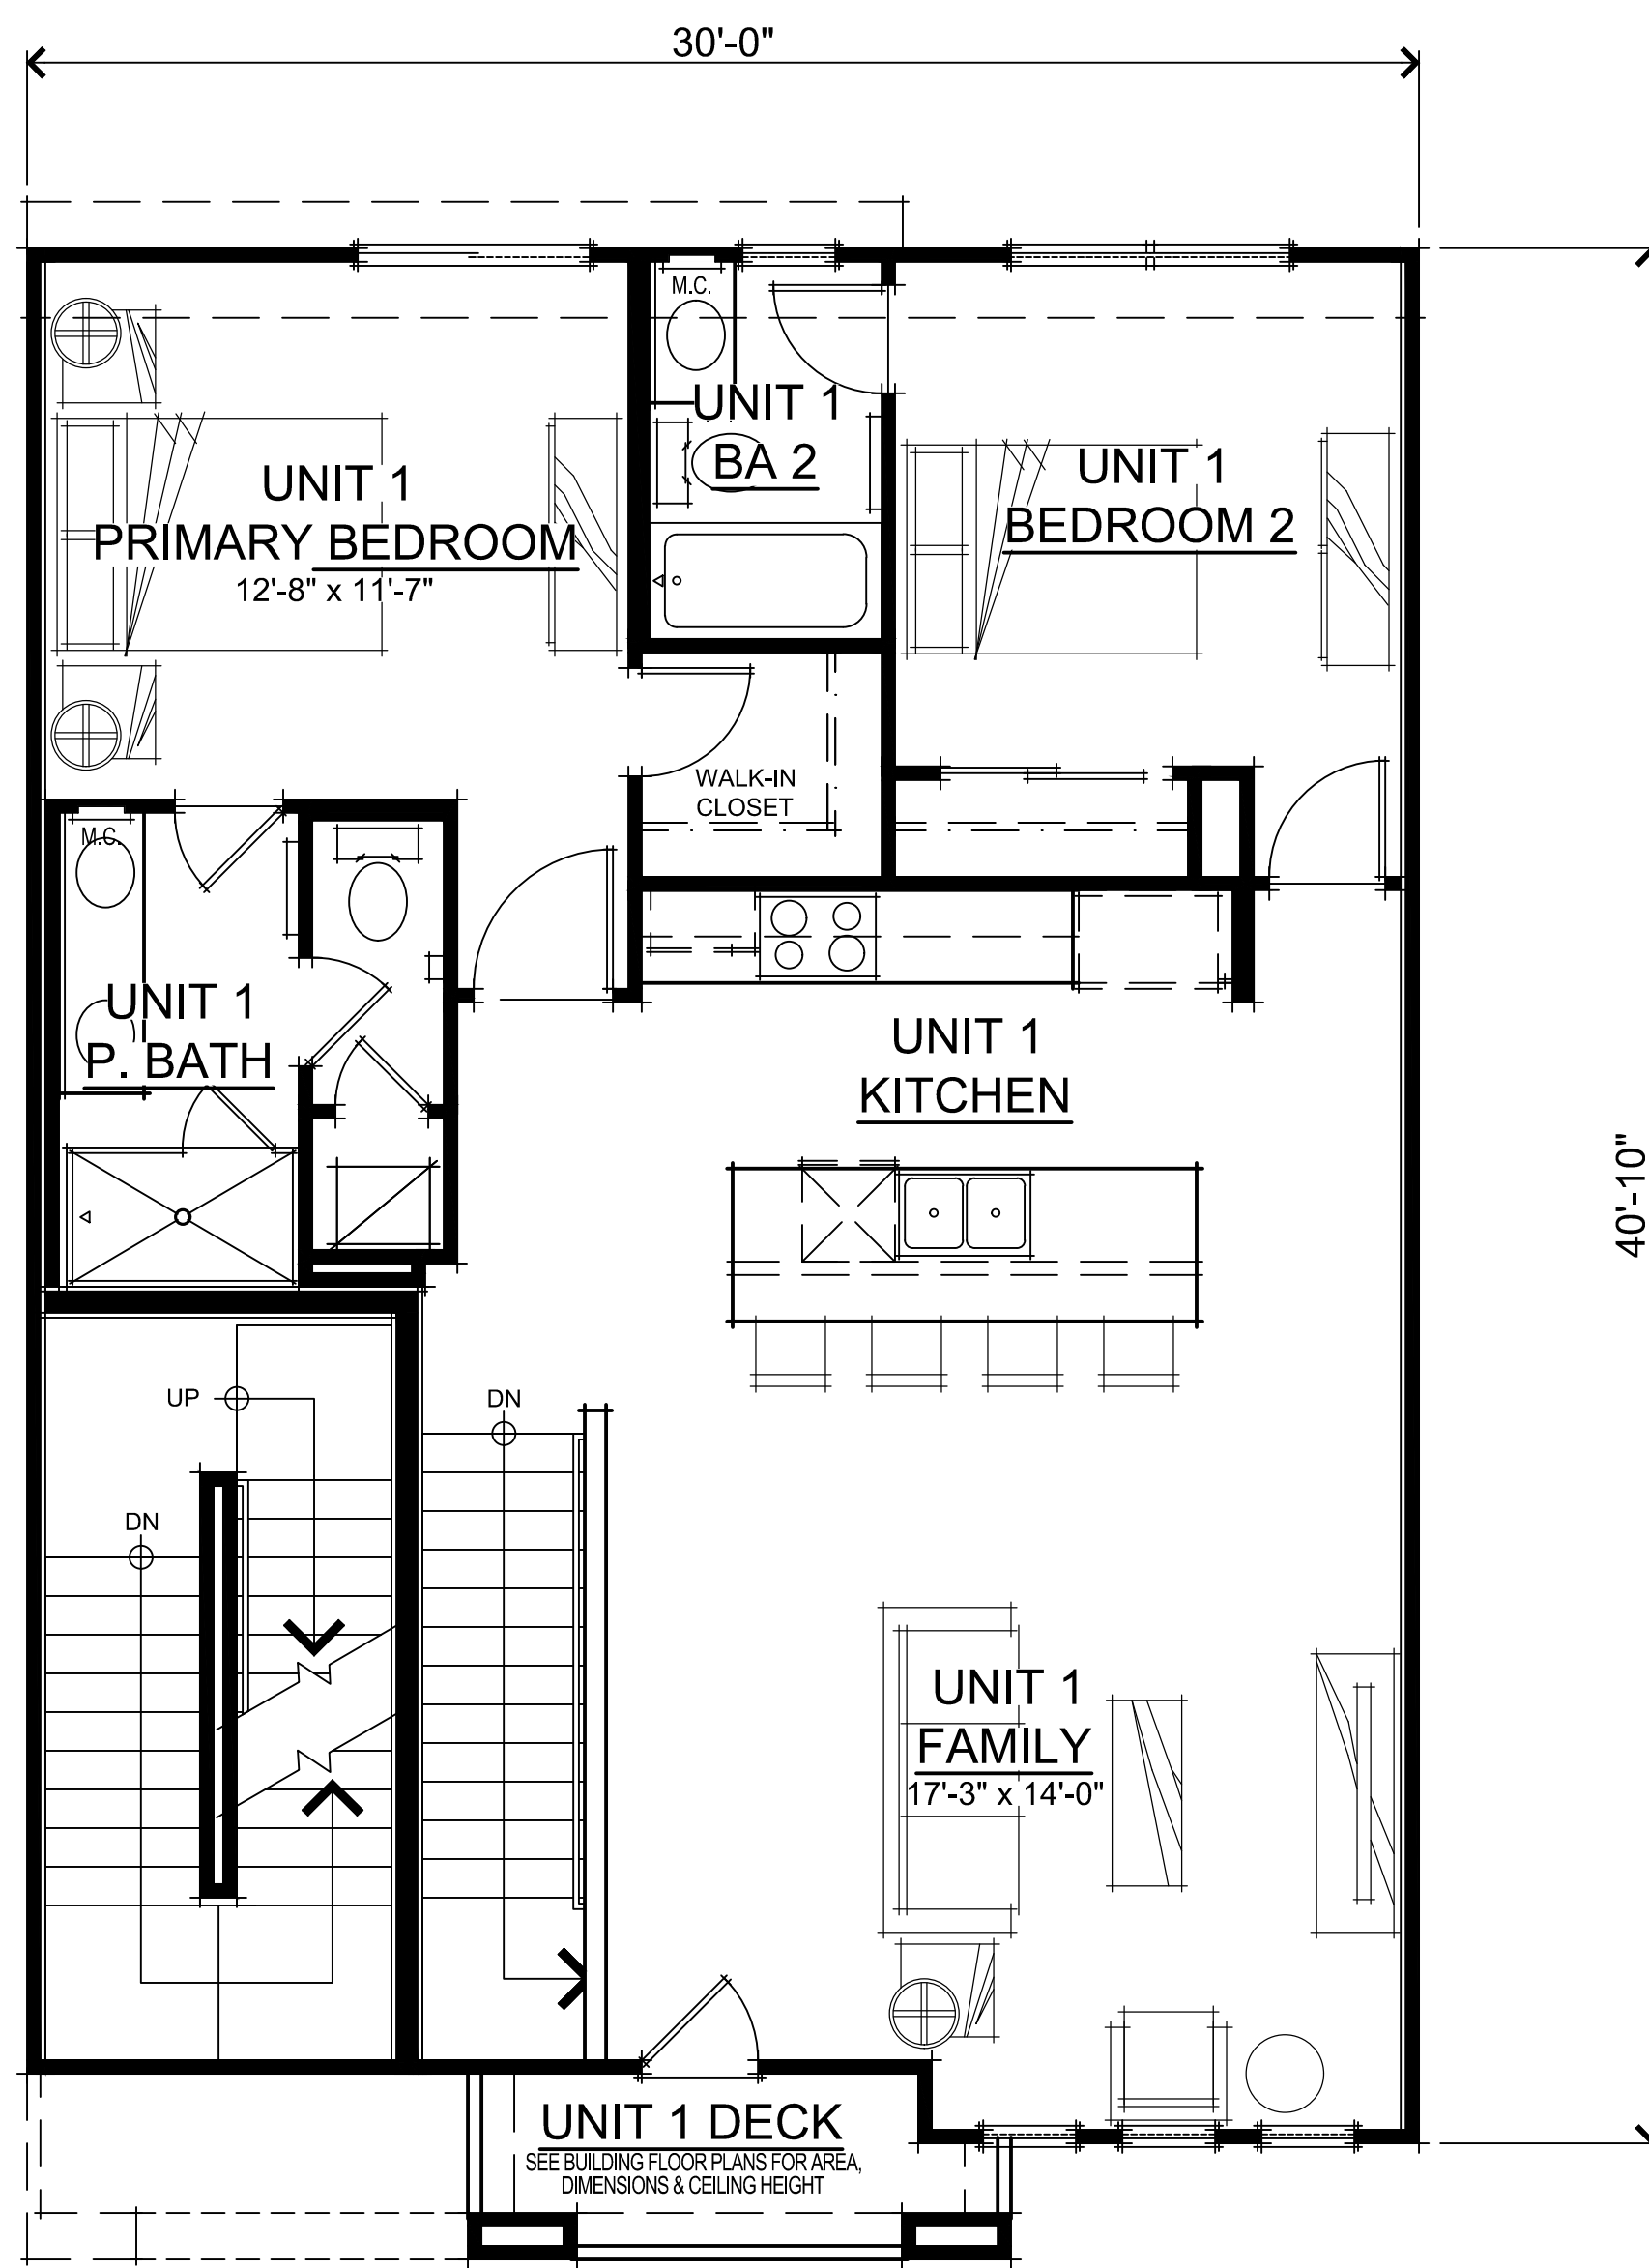 30'-0"
M.C.
UNIT 1
BA 2
UNIT 1
PRIMARY BEDROOM
12'-8" x 11'-7"
UNIT 1
BEDROOM 2
WALK-IN
CLOSET
M.C.
UNIT 1
P. BATH
UNIT 1
KITCHEN
40'-10"
UP
DN
DN
UNIT 1
FAMILY
17'-3" x 14'-0"
UNIT 1 DECK
SEE BUILDING FLOOR PLANS FOR AREA,
DIMENSIONS & CEILING HEIGHT